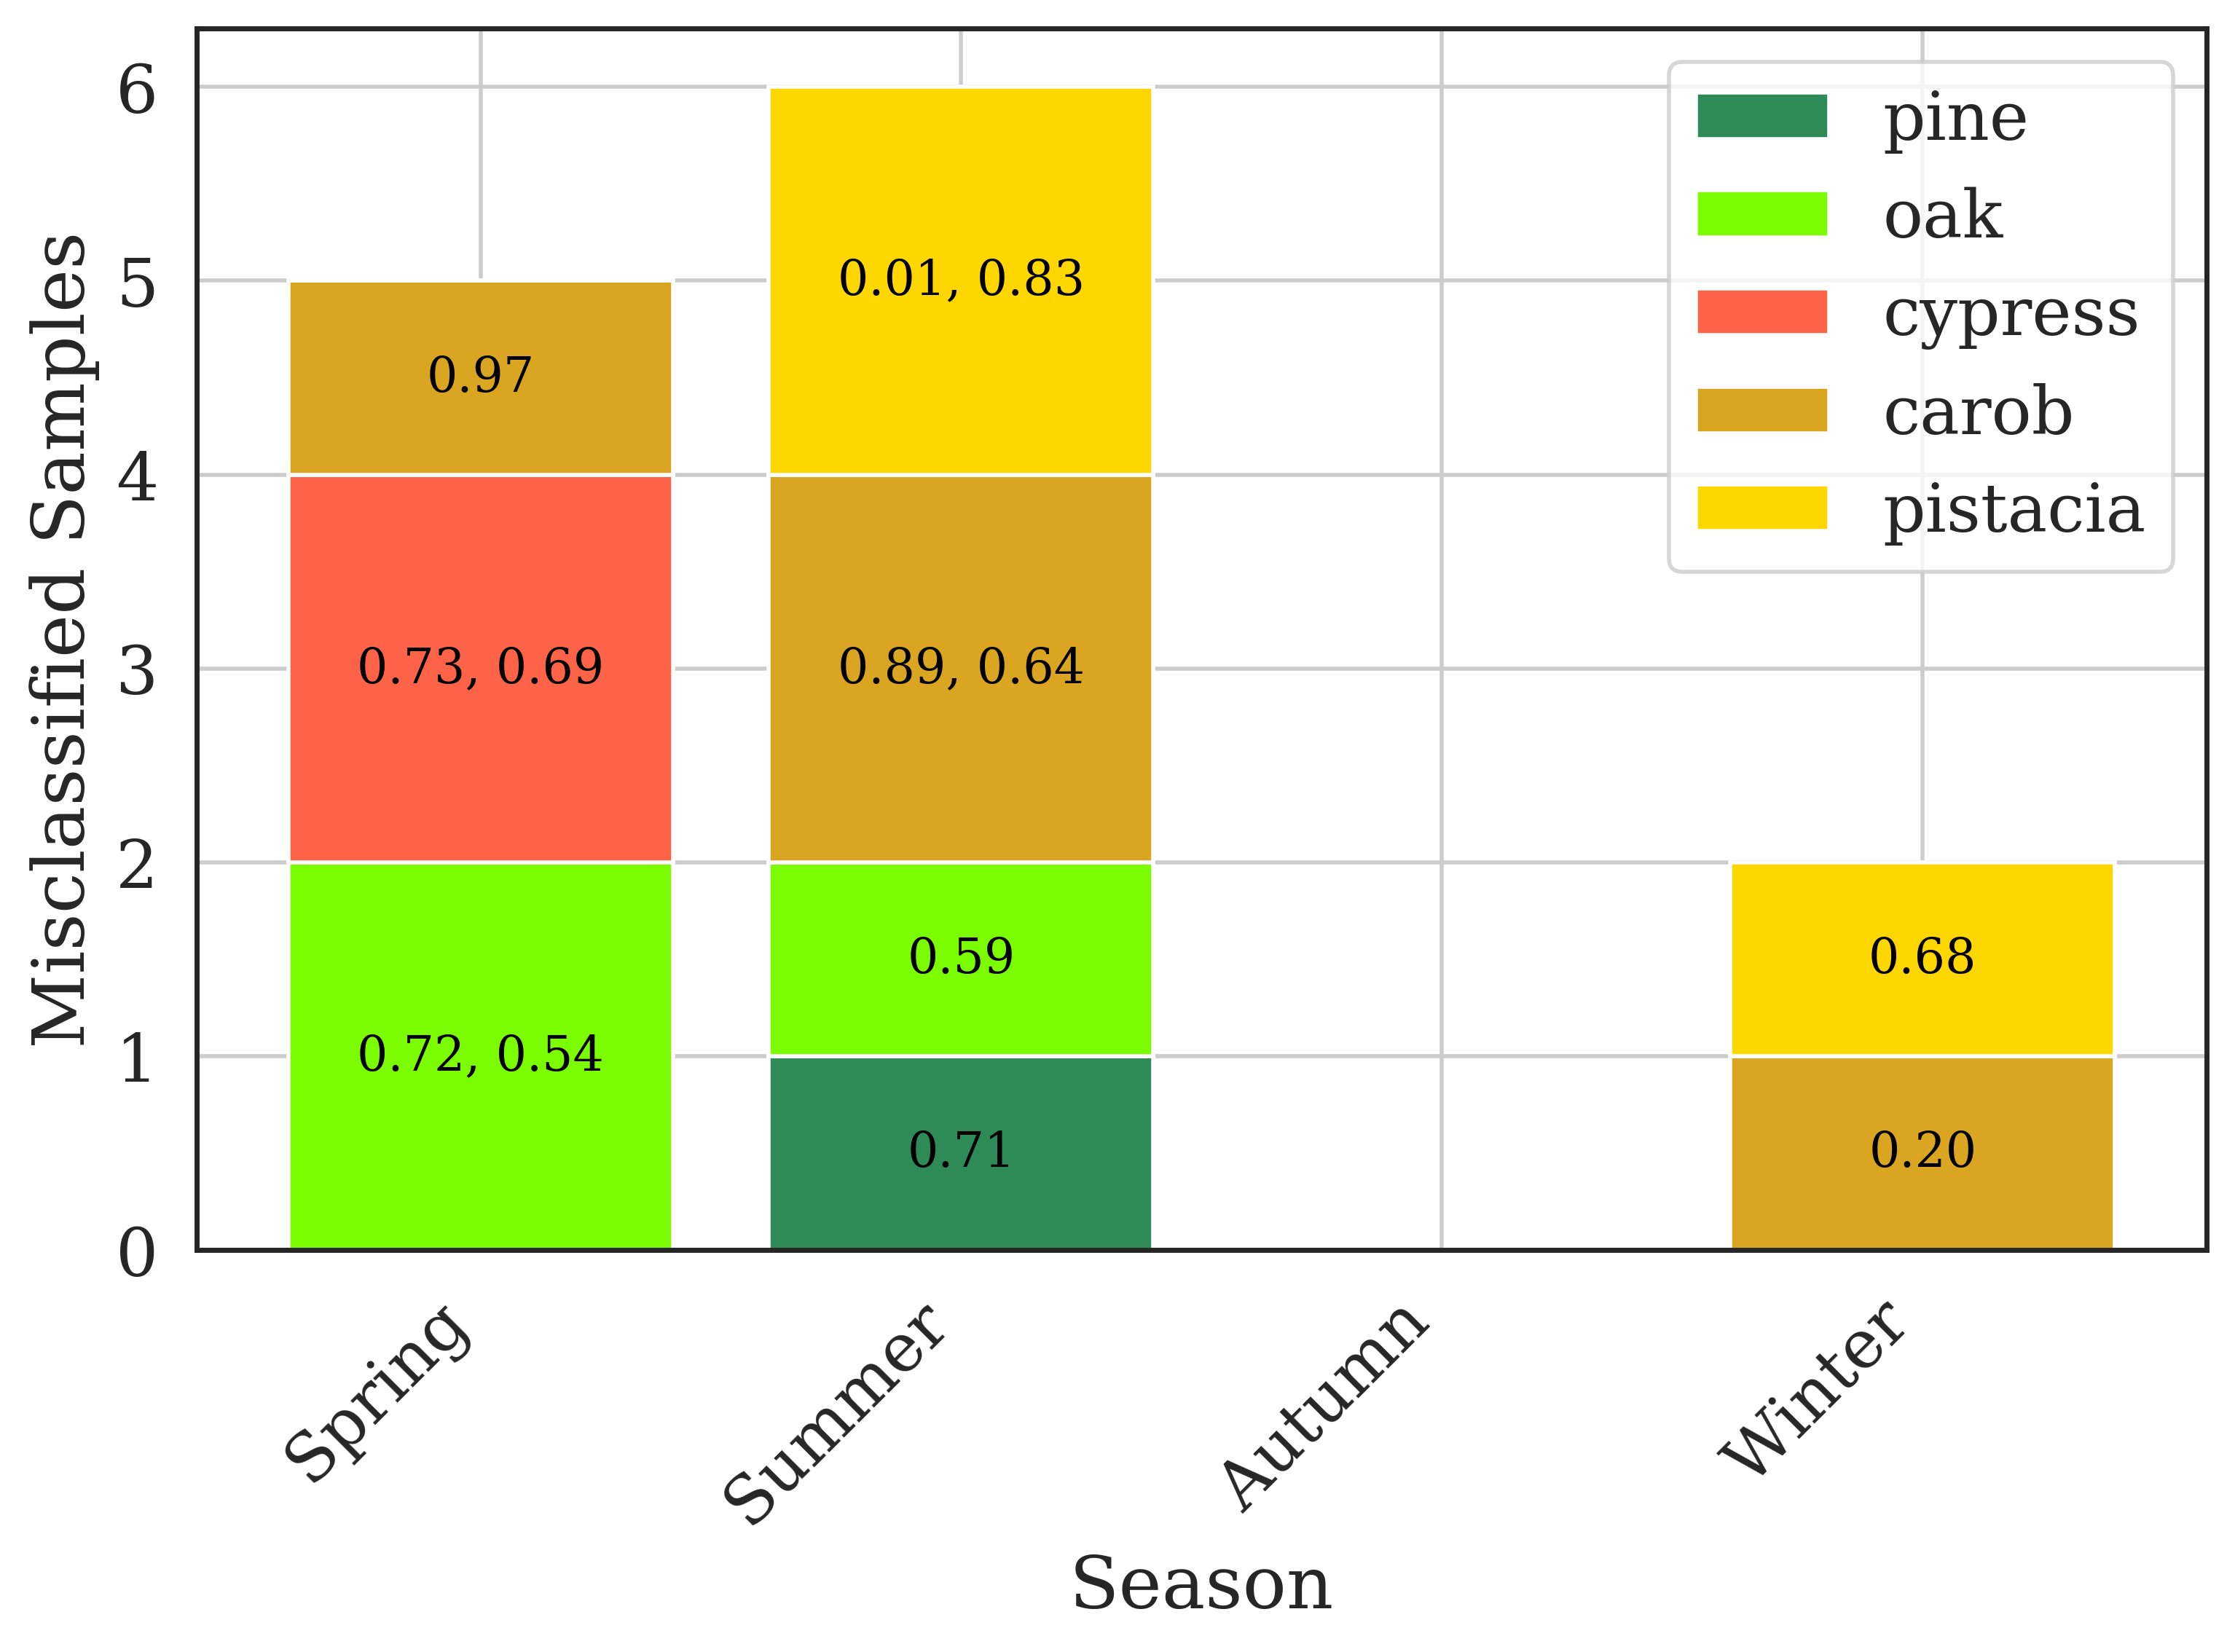 Misclassified Samples
6
5
4
3
2
1
0
0.97
0.73, 0.69
0.72, 0.54
0.01, 0.83
0.89, 0.64
0.59
0.71
0.68
0.20
pine
oak
cypress
carob
pistacia
Spring
Summer
Autumn
Winter
Season